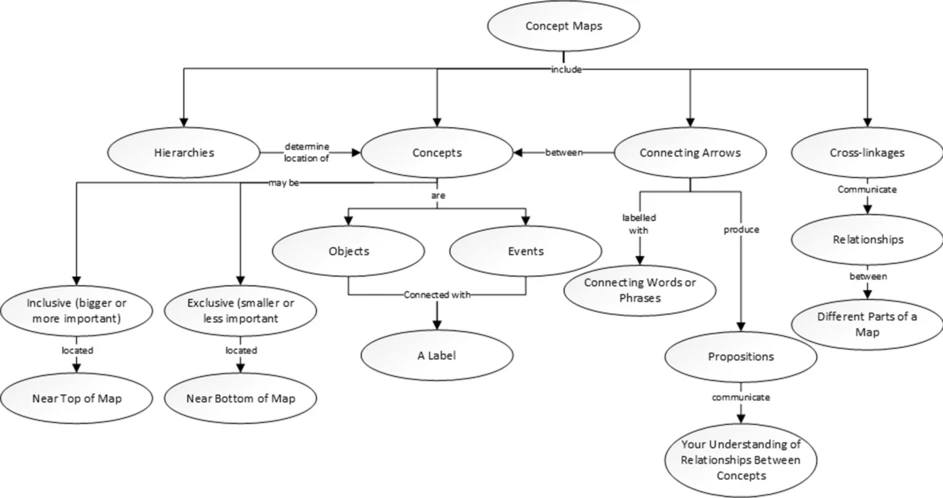 Concept Maps
include
Hierarchies
determine
location of
Concepts
between
Connecting Arrows
Cross-linkages
may be
are
labelled
with
produce
Communicate
Objects
Events
Relationships
between
Inclusive (bigger or
more important)
Exclusive (smaller or
less important
Connected with
Connecting Words or
Phrases
Different Parts of a
Map
located
located
A Label
Propositions
Near Top of Map
Near Bottom of Map
communicate
Your Understanding of
Relationships Between
Concepts